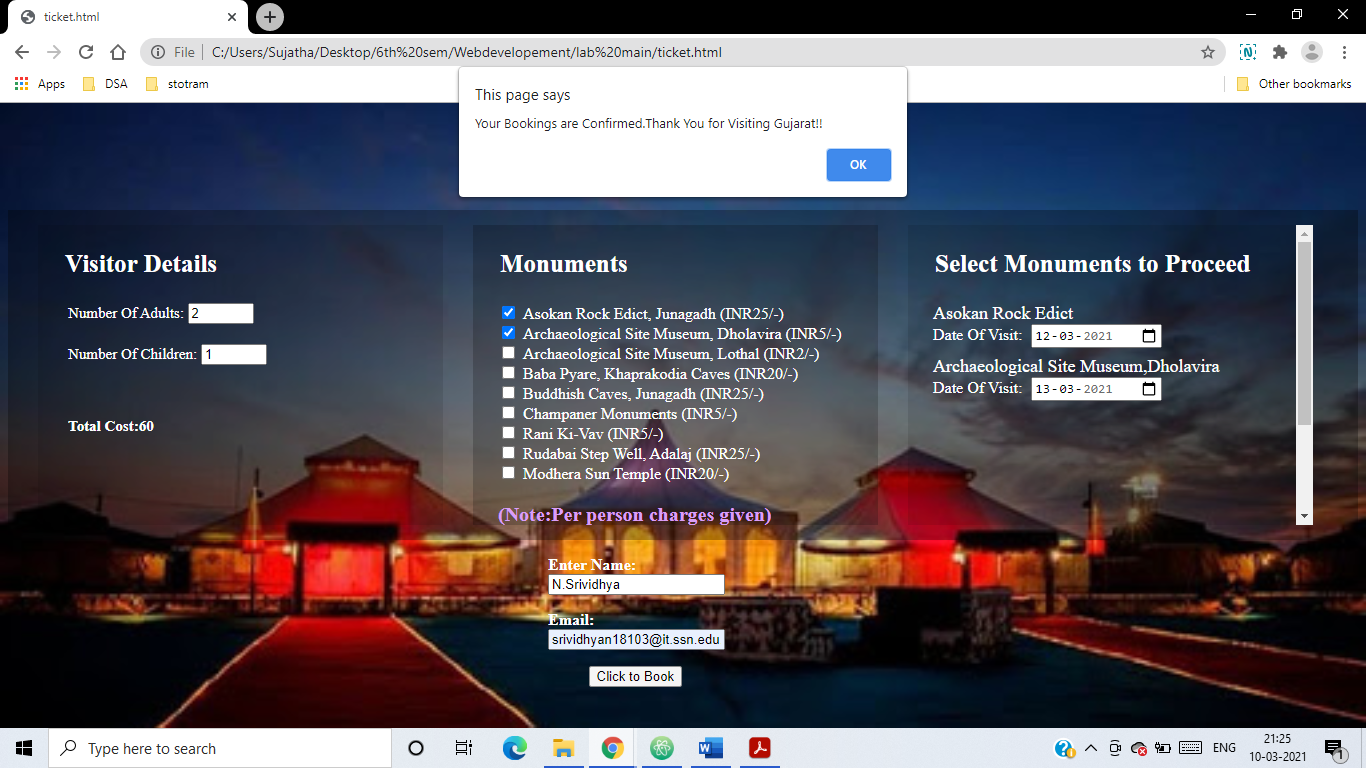 ticket.html
File
C:/Users/Sujatha/Desktop/6th%20sem/Webdevelopement/lab%20main/ticket.html
Apps
DSA
stotram
Other bookmarks
This page says
Your Bookings are Confirmed.Thank You for Visiting Gujarat!!
OK
Visitor Details
Number Of Adults: 2
Number Of Children: 1
Total Cost:60
Monuments
Asokan Rock Edict, Junagadh (INR25/-)
Archaeological Site Museum, Dholavira (INR5/-)
Archaeological Site Museum, Lothal (INR2/-)
Baba Pyare, Khaprakodia Caves (INR20/-)
Buddhish Caves, Junagadh (INR25/-)
Champaner Monuments (INR5/-)
Rani Ki-Vav (INR5/-)
Rudabai Step Well, Adalaj (INR25/-)
Modhera Sun Temple (INR20/-)
(Note:Per person charges given)
Select Monuments to Proceed
Asokan Rock Edict
Date Of Visit: 12-03-2021
Archaeological Site Museum,Dholavira
Date Of Visit: 13-03-2021
Enter Name:
N.Srividhya
Email:
srividhyan18103@it.ssn.edu
Click to Book
Type here to search
ENG
21:25
10-03-2021
1